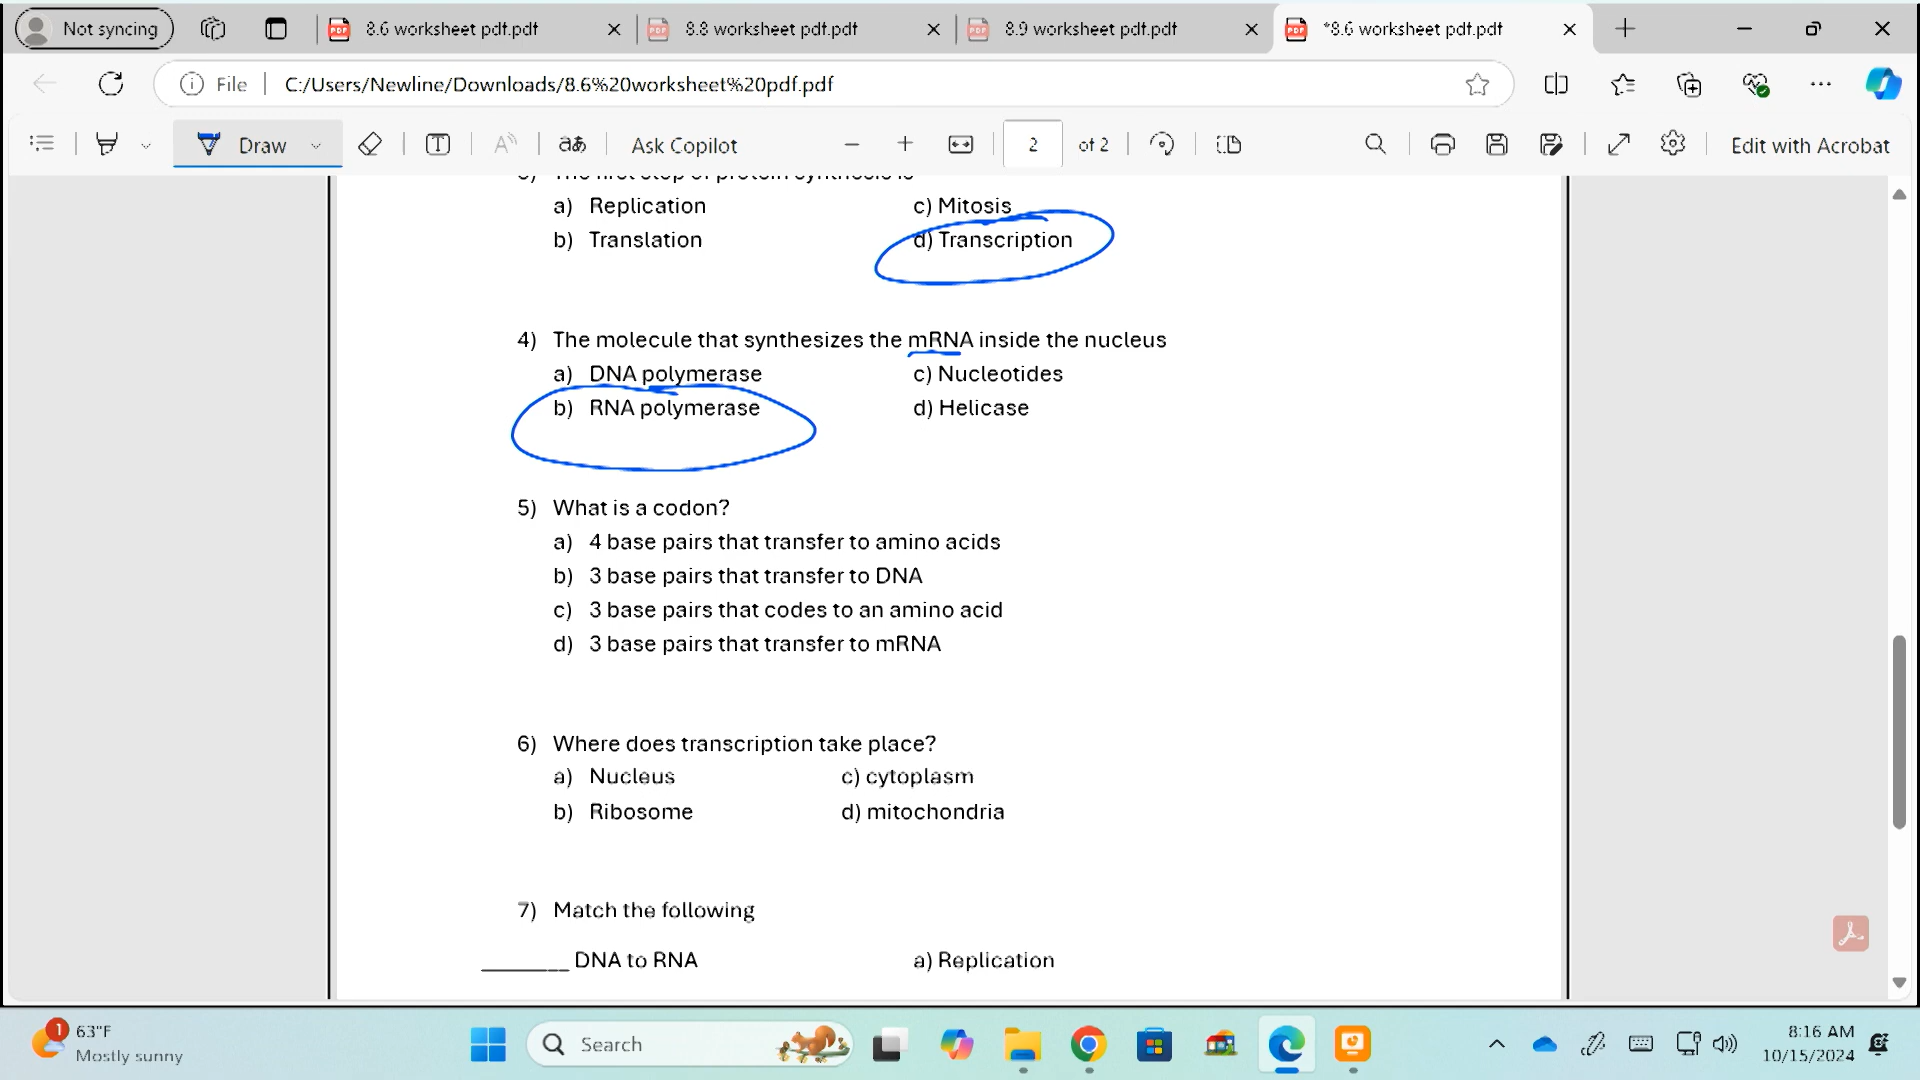 Not syncing
8.6 worksheet pdf.pdf
8.8 worksheet pdf.pdf
8.9 worksheet pdf.pdf
*8.6 worksheet pdf.pdf
File
C:/Users/Newline/Downloads/8.6%20worksheet%20pdf.pdf
Draw
Ask Copilot
2 of 2
Edit with Acrobat
a) Replication c) Mitosis
b) Translation d) Transcription
4) The molecule that synthesizes the mRNA inside the nucleus
a) DNA polymerase c) Nucleotides
b) RNA polymerase d) Helicase
5) What is a codon?
a) 4 base pairs that transfer to amino acids
b) 3 base pairs that transfer to DNA
c) 3 base pairs that codes to an amino acid
d) 3 base pairs that transfer to mRNA
6) Where does transcription take place?
a) Nucleus c) cytoplasm
b) Ribosome d) mitochondria
7) Match the following
________ DNA to RNA a) Replication
1
63°F
Mostly sunny
Search
8:16 AM
10/15/2024